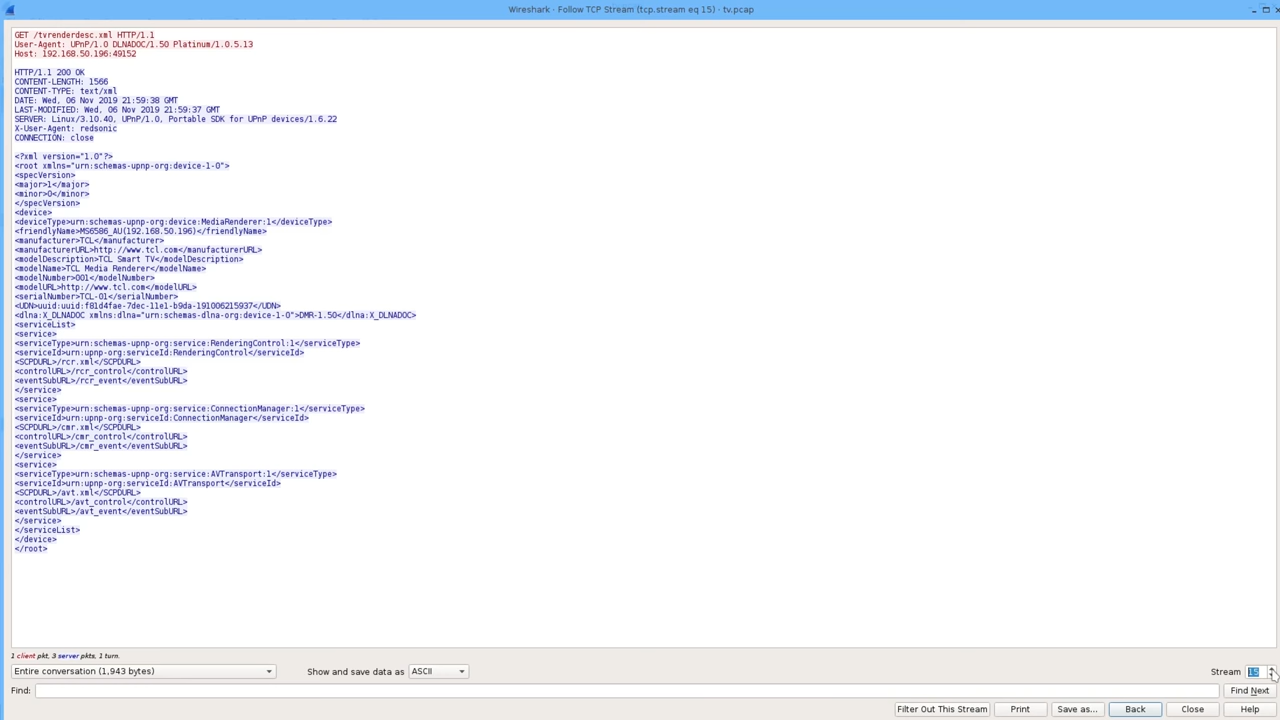 Wireshark · Follow TCP Stream (tcp.stream eq 15) · tv.pcap
GET /tvrenderdesc.xml HTTP/1.1
User-Agent: UPnP/1.0 DLNADOC/1.50 Platinum/1.0.5.13
Host: 192.168.50.196:49152
HTTP/1.1 200 OK
CONTENT-LENGTH: 1566
CONTENT-TYPE: text/xml
DATE: Wed, 06 Nov 2019 21:59:38 GMT
LAST-MODIFIED: Wed, 06 Nov 2019 21:59:37 GMT
SERVER: Linux/3.10.40, UPnP/1.0, Portable SDK for UPnP devices/1.6.22
X-User-Agent: redsonic
CONNECTION: close
<?xml version="1.0"?>
<root xmlns="urn:schemas-upnp-org:device-1-0">
<specVersion>
<major>1</major>
<minor>0</minor>
</specVersion>
<device>
<deviceType>urn:schemas-upnp-org:device:MediaRenderer:1</deviceType>
<friendlyName>MS6586_AU(192.168.50.196)</friendlyName>
<manufacturer>TCL</manufacturer>
<manufacturerURL>http://www.tcl.com</manufacturerURL>
<modelDescription>TCL Smart TV</modelDescription>
<modelName>TCL Media Renderer</modelName>
<modelNumber>001</modelNumber>
<modelURL>http://www.tcl.com</modelURL>
<serialNumber>TCL-01</serialNumber>
<UDN>uuid:uuid:f81d4fae-7dec-11e1-b9da-191006215937</UDN>
<dlna:X_DLNADOC xmlns:dlna="urn:schemas-dlna-org:device-1-0">DMR-1.50</dlna:X_DLNADOC>
<serviceList>
<service>
<serviceType>urn:schemas-upnp-org:service:RenderingControl:1</serviceType>
<serviceId>urn:upnp-org:serviceId:RenderingControl</serviceId>
<SCPDURL>/rcr.xml</SCPDURL>
<controlURL>/rcr_control</controlURL>
<eventSubURL>/rcr_event</eventSubURL>
</service>
<service>
<serviceType>urn:schemas-upnp-org:service:ConnectionManager:1</serviceType>
<serviceId>urn:upnp-org:serviceId:ConnectionManager</serviceId>
<SCPDURL>/cmr.xml</SCPDURL>
<controlURL>/cmr_control</controlURL>
<eventSubURL>/cmr_event</eventSubURL>
</service>
<service>
<serviceType>urn:schemas-upnp-org:service:AVTransport:1</serviceType>
<serviceId>urn:upnp-org:serviceId:AVTransport</serviceId>
<SCPDURL>/avt.xml</SCPDURL>
<controlURL>/avt_control</controlURL>
<eventSubURL>/avt_event</eventSubURL>
</service>
</serviceList>
</device>
</root>
1 client pkt, 3 server pkts, 1 turn.
Entire conversation (1,943 bytes) Show and save data as ASCII Stream 15
Find: Find Next
Filter Out This Stream Print Save as... Back Close Help